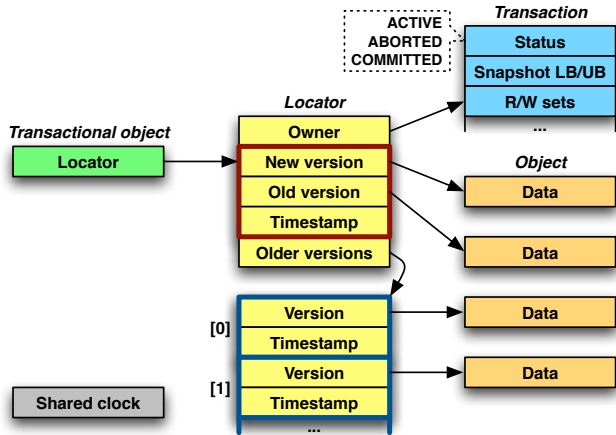 Transaction
ACTIVE
ABORTED
COMMITTED
Status
Snapshot LB/UB
R/W sets
...
Locator
Owner
New version
Old version
Timestamp
Older versions
Transactional object
Locator
Object
Data
Data
Data
Data
[0]
Version
Timestamp
[1]
Version
Timestamp
...
Shared clock